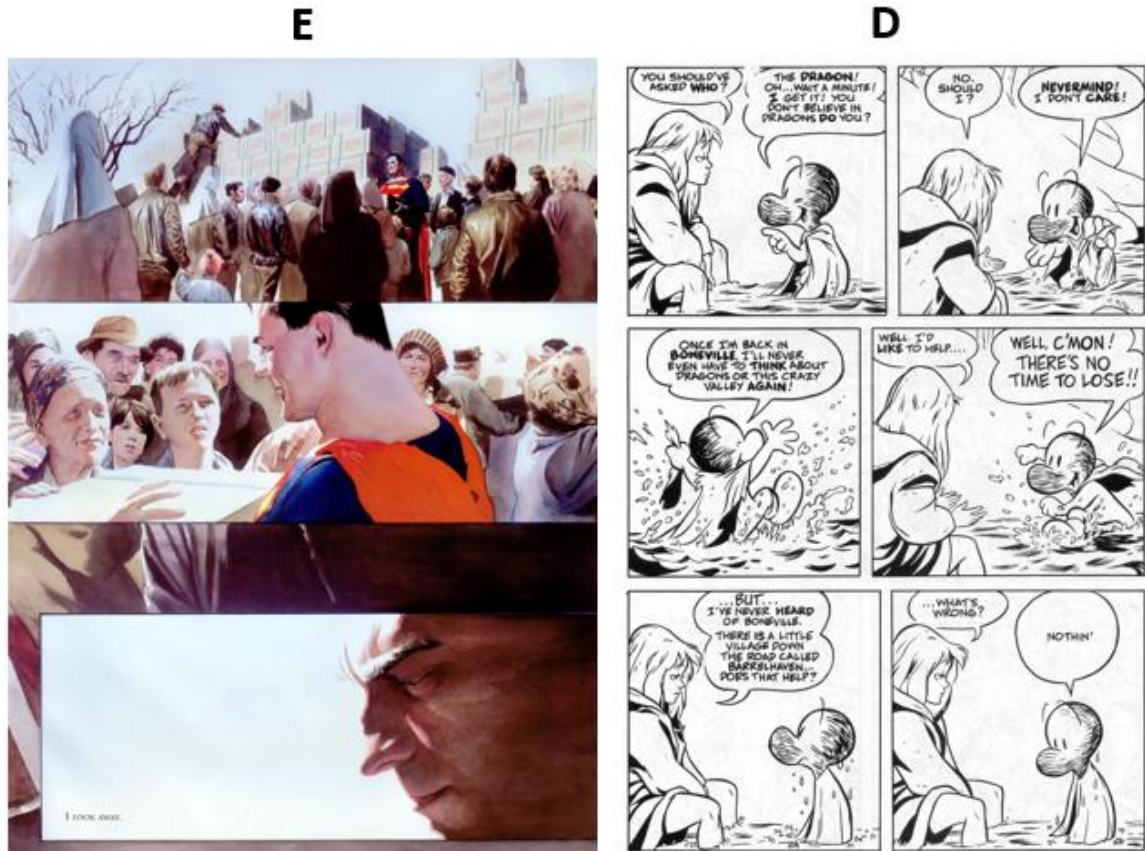 E
D
I LOOK AWAY.
YOU SHOULD'VE
ASKED WHO?
THE DRAGON!
OH...WAIT A MINUTE!
I GET IT! YOU
DON'T BELIEVE IN
DRAGONS DO YOU?
NO.
SHOULD
I?
NEVERMIND!
I DON'T CARE!
ONCE I'M BACK IN
BONEVILLE, I'LL NEVER
EVEN HAVE TO THINK ABOUT
DRAGONS OR THIS CRAZY
VALLEY AGAIN!
WELL I'D
LIKE TO HELP....
WELL, C'MON!
THERE'S NO
TIME TO LOSE!!
...BUT...
I'VE NEVER HEARD
OF BONEVILLE.
THERE IS A LITTLE
VILLAGE DOWN
THE ROAD CALLED
BARRELHAVEN...
DOES THAT HELP?
...WHAT'S
WRONG?
NOTHIN'